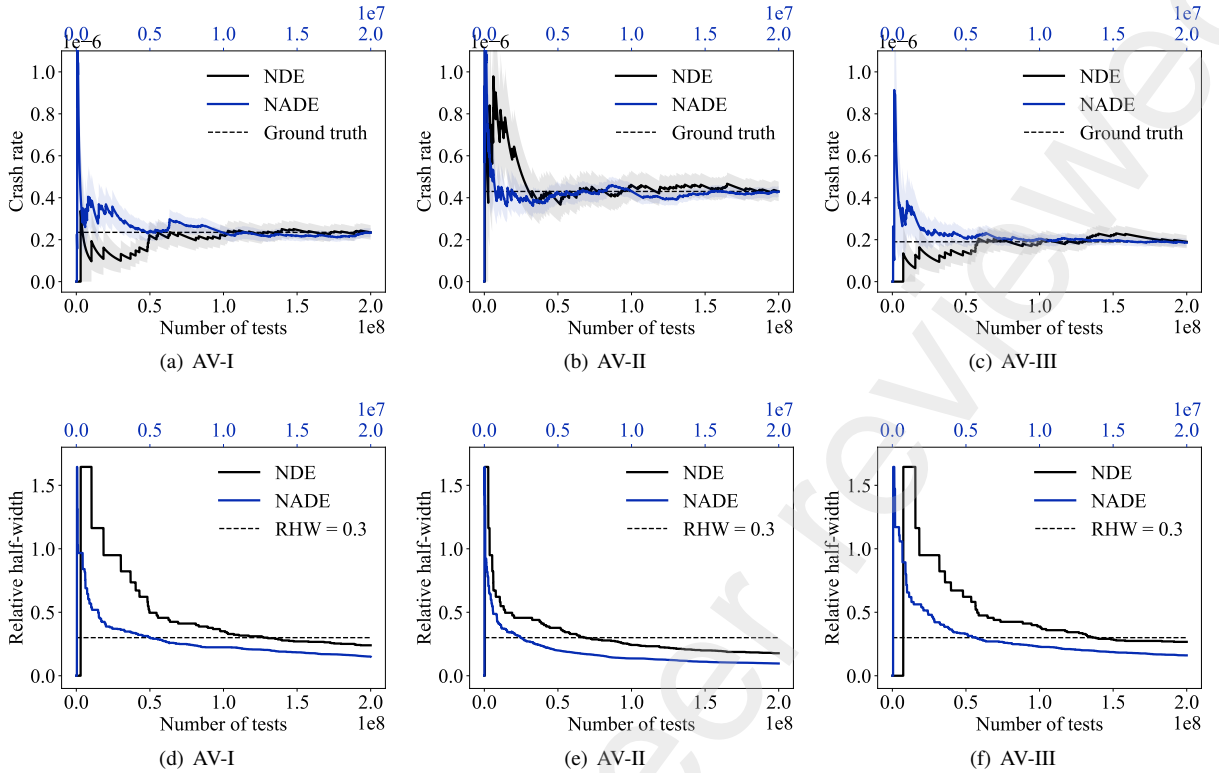 1e7
0.0 0.5 1.0 1.5 2.0
1e−6
1.0
0.8
0.6
0.4
0.2
0.0
Crash rate
NDE
NADE
Ground truth
0.0 0.5 1.0 1.5 2.0
Number of tests
1e8
(a) AV-I
1e7
0.0 0.5 1.0 1.5 2.0
1e−6
1.0
0.8
0.6
0.4
0.2
0.0
Crash rate
NDE
NADE
Ground truth
0.0 0.5 1.0 1.5 2.0
Number of tests
1e8
(b) AV-II
1e7
0.0 0.5 1.0 1.5 2.0
1e−6
1.0
0.8
0.6
0.4
0.2
0.0
Crash rate
NDE
NADE
Ground truth
0.0 0.5 1.0 1.5 2.0
Number of tests
1e8
(c) AV-III
1e7
0.0 0.5 1.0 1.5 2.0
1.5
1.0
0.5
0.0
Relative half-width
NDE
NADE
RHW = 0.3
0.0 0.5 1.0 1.5 2.0
Number of tests
1e8
(d) AV-I
1e7
0.0 0.5 1.0 1.5 2.0
1.5
1.0
0.5
0.0
Relative half-width
NDE
NADE
RHW = 0.3
0.0 0.5 1.0 1.5 2.0
Number of tests
1e8
(e) AV-II
1e7
0.0 0.5 1.0 1.5 2.0
1.5
1.0
0.5
0.0
Relative half-width
NDE
NADE
RHW = 0.3
0.0 0.5 1.0 1.5 2.0
Number of tests
1e8
(f) AV-III
eer reviewe